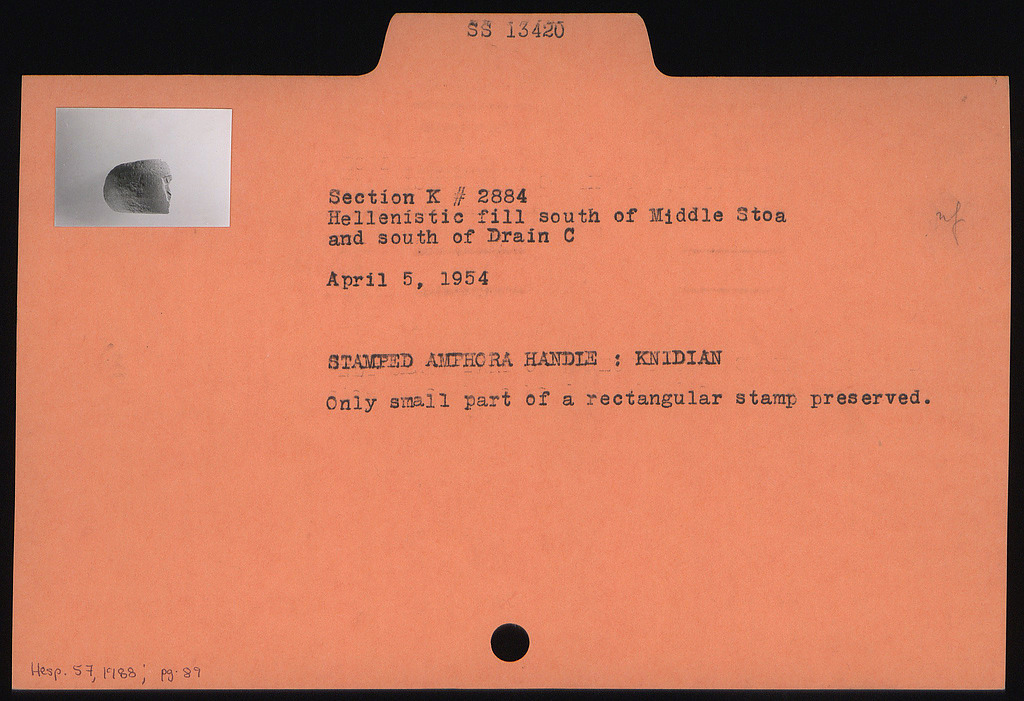 SS 13420
Section K # 2884
Hellenistic fill south of Middle Stoa
and south of Drain C
nf
April 5, 1954
STAMPED AMPHORA HANDLE : KNIDIAN
Only small part of a rectangular stamp preserved.
Hesp. 57, 1988; pg. 89